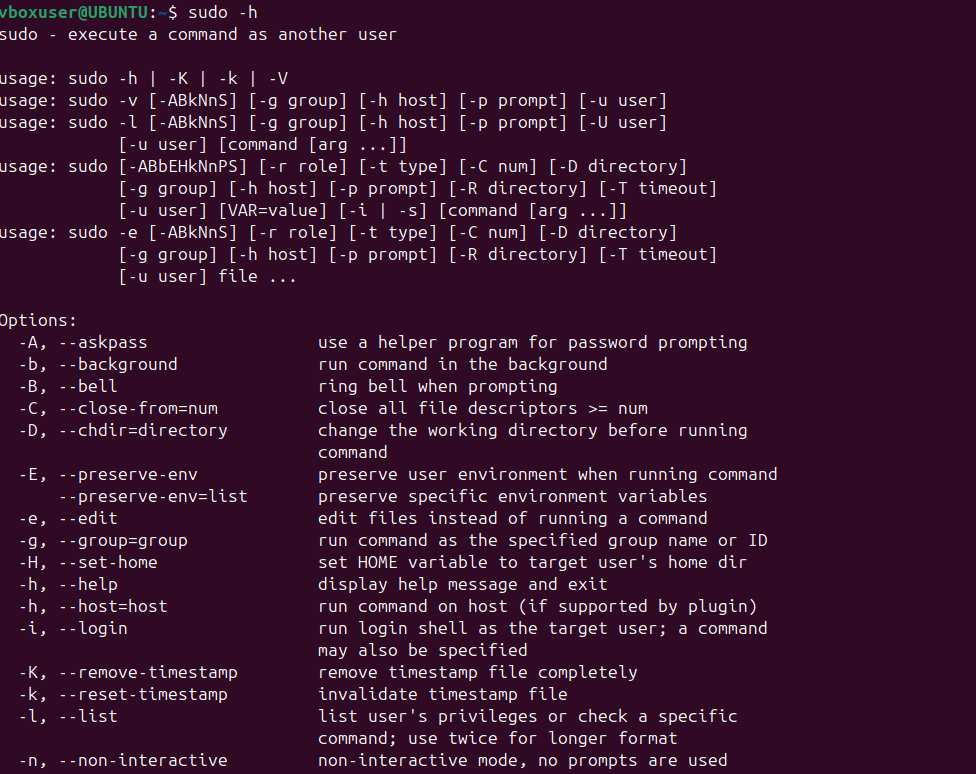 vboxuser@UBUNTU:~$ sudo -h
sudo - execute a command as another user

usage: sudo -h | -K | -k | -V
usage: sudo -v [-ABkNnS] [-g group] [-h host] [-p prompt] [-u user]
usage: sudo -l [-ABkNnS] [-g group] [-h host] [-p prompt] [-U user]
            [-u user] [command [arg ...]]
usage: sudo [-ABbEHkNnPS] [-r role] [-t type] [-C num] [-D directory]
            [-g group] [-h host] [-p prompt] [-R directory] [-T timeout]
            [-u user] [VAR=value] [-i | -s] [command [arg ...]]
usage: sudo -e [-ABkNnS] [-r role] [-t type] [-C num] [-D directory]
            [-g group] [-h host] [-p prompt] [-R directory] [-T timeout]
            [-u user] file ...

Options:
  -A, --askpass                 use a helper program for password prompting
  -b, --background              run command in the background
  -B, --bell                    ring bell when prompting
  -C, --close-from=num          close all file descriptors >= num
  -D, --chdir=directory         change the working directory before running
                                command
  -E, --preserve-env            preserve user environment when running command
      --preserve-env=list       preserve specific environment variables
  -e, --edit                    edit files instead of running a command
  -g, --group=group             run command as the specified group name or ID
  -H, --set-home                set HOME variable to target user's home dir
  -h, --help                    display help message and exit
  -h, --host=host               run command on host (if supported by plugin)
  -i, --login                   run login shell as the target user; a command
                                may also be specified
  -K, --remove-timestamp        remove timestamp file completely
  -k, --reset-timestamp         invalidate timestamp file
  -l, --list                    list user's privileges or check a specific
                                command; use twice for longer format
  -n, --non-interactive         non-interactive mode, no prompts are used